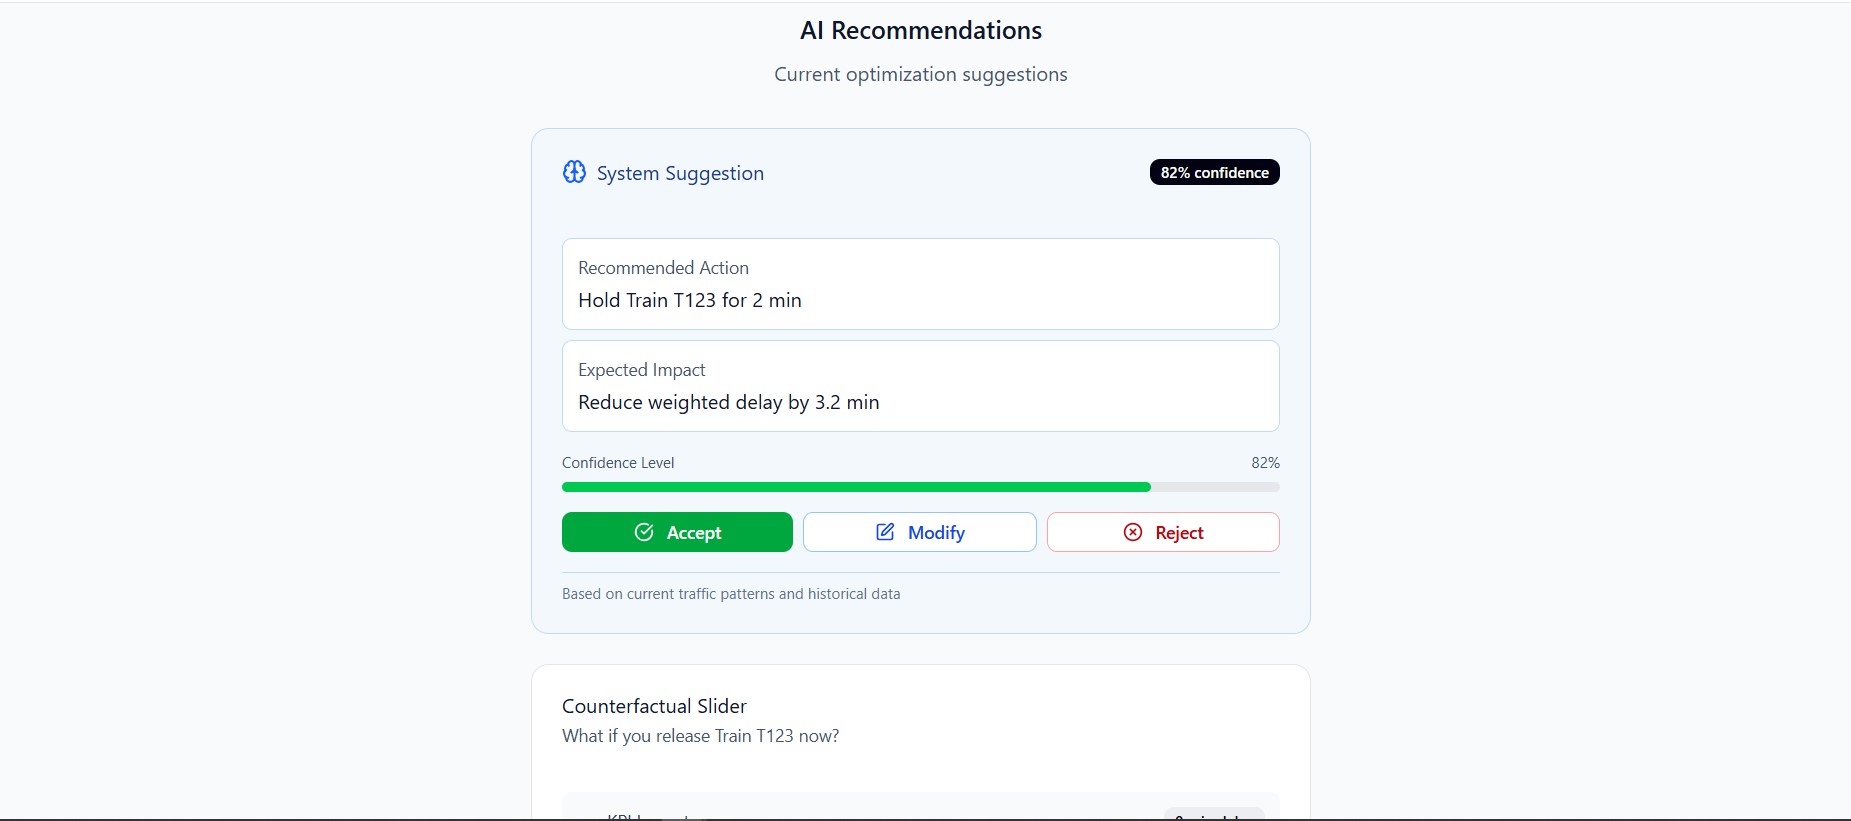 AI Recommendations
Current optimization suggestions
System Suggestion
82% confidence
Recommended Action
Hold Train T123 for 2 min
Expected Impact
Reduce weighted delay by 3.2 min
Confidence Level
82%
Accept
Modify
Reject
Based on current traffic patterns and historical data
Counterfactual Slider
What if you release Train T123 now?